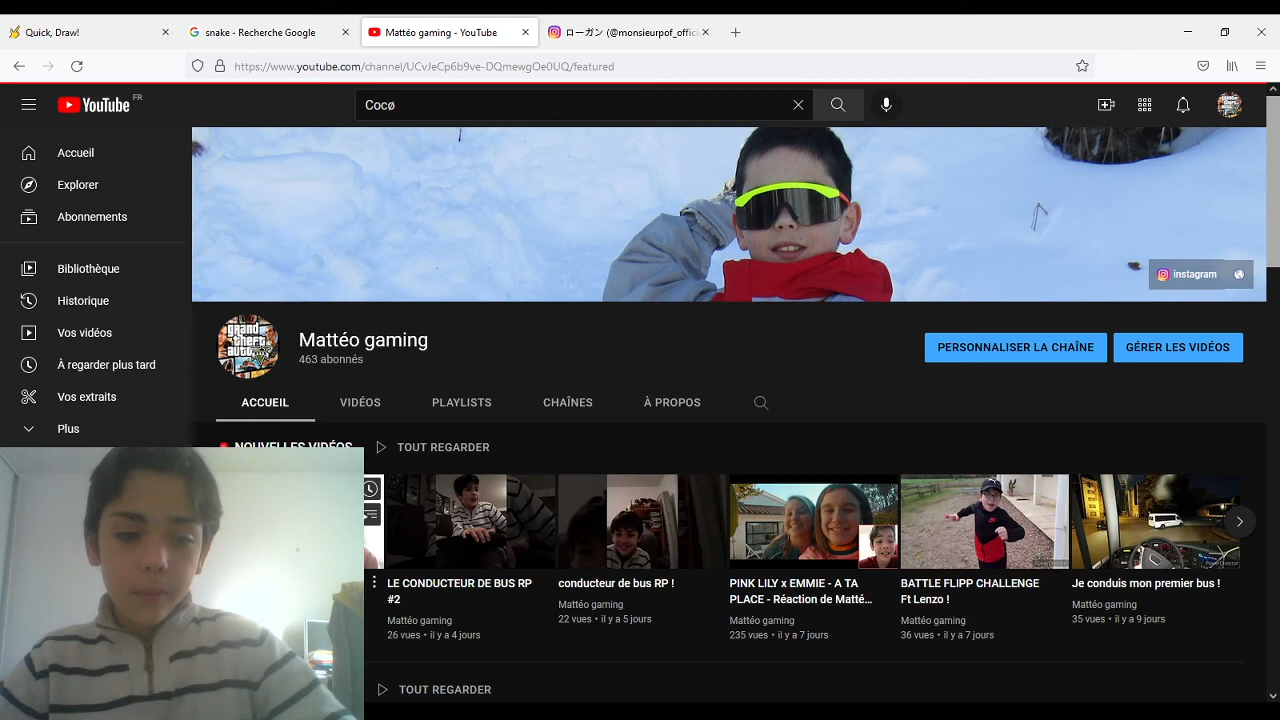 Quick, Draw!
snake - Recherche Google
Mattéo gaming - YouTube
ローガン (@monsieurpof_offici
https://www.youtube.com/channel/UCvJeCp6b9ve-DQmewgOe0UQ/featured
YouTube FR
Cocø
Accueil
Explorer
Abonnements
Bibliothèque
Historique
Vos vidéos
À regarder plus tard
Vos extraits
Plus
instagram
grand theft auto
Mattéo gaming
463 abonnés
PERSONNALISER LA CHAÎNE
GÉRER LES VIDÉOS
ACCUEIL
VIDÉOS
PLAYLISTS
CHAÎNES
À PROPOS
NOUVELLES VIDÉOS
TOUT REGARDER
LE CONDUCTEUR DE BUS RP
#2
Mattéo gaming
26 vues • il y a 4 jours
conducteur de bus RP !
Mattéo gaming
22 vues • il y a 5 jours
PINK LILY x EMMIE - A TA
PLACE - Réaction de Matté...
Mattéo gaming
235 vues • il y a 7 jours
BATTLE FLIPP CHALLENGE
Ft Lenzo !
Mattéo gaming
36 vues • il y a 7 jours
Je conduis mon premier bus !
Mattéo gaming
35 vues • il y a 9 jours
TOUT REGARDER